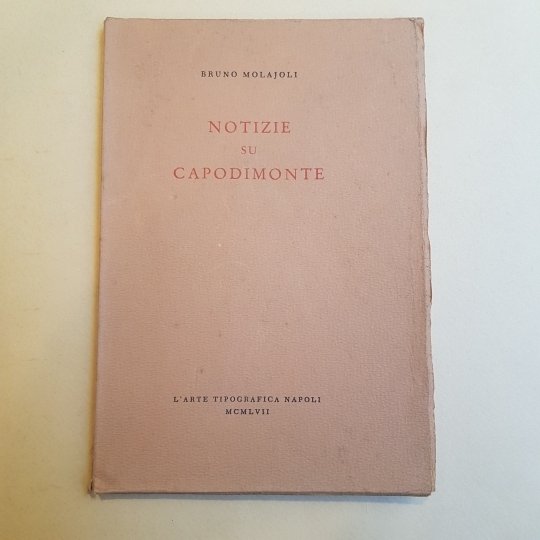 BRUNO MOLAJOLI
NOTIZIE
SU
CAPODIMONTE
L'ARTE TIPOGRAFICA NAPOLI
MCMLVII